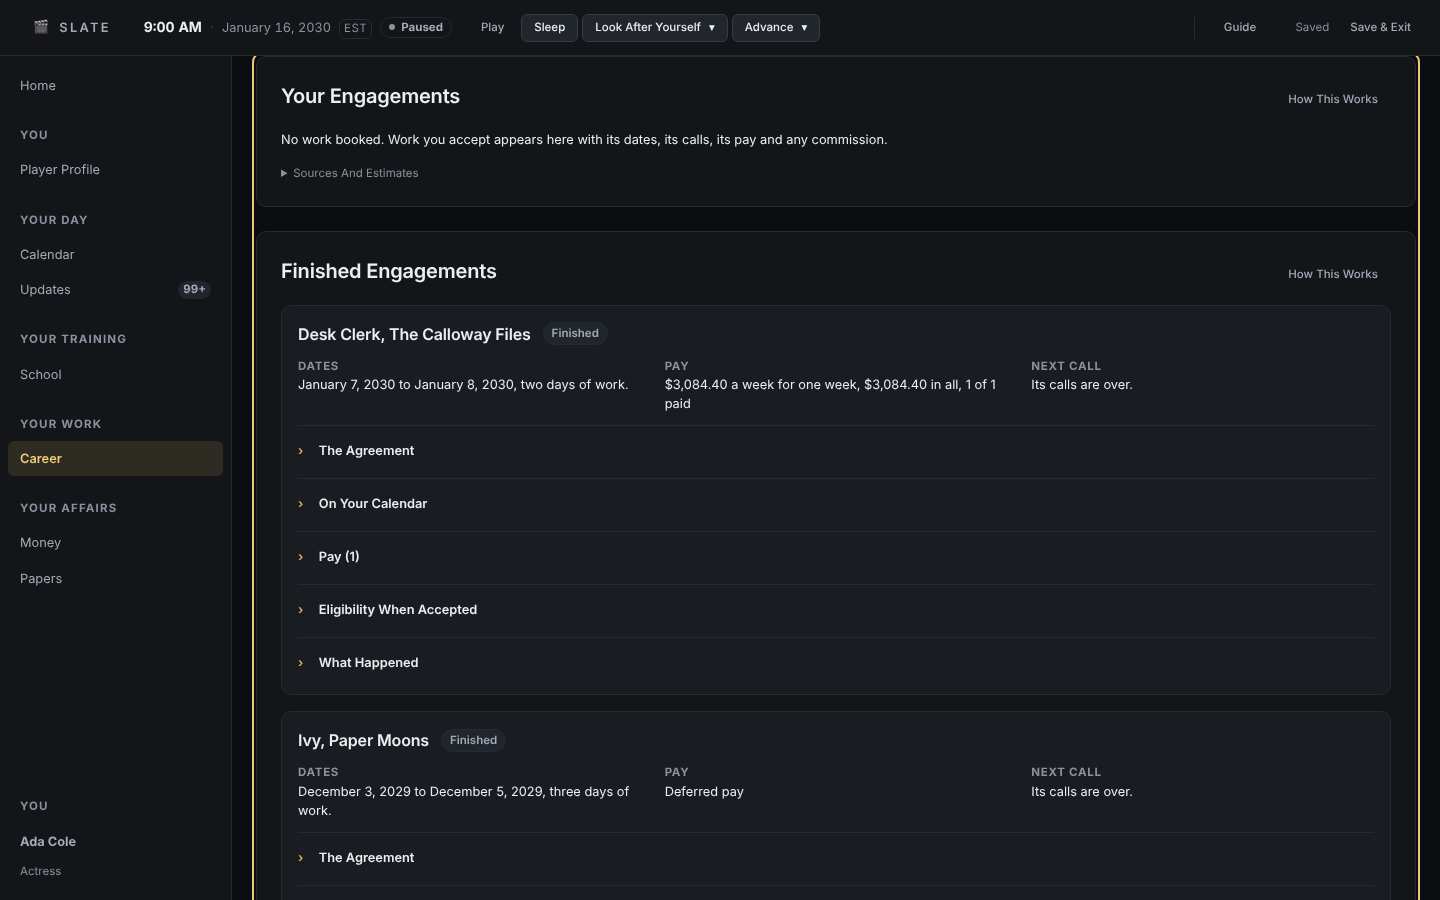 SLATE
9:00 AM · January 16, 2030 EST Paused Play Sleep Look After Yourself ▾ Advance ▾ Guide Saved Save & Exit
Home
YOU
Player Profile
YOUR DAY
Calendar
Updates 99+
YOUR TRAINING
School
YOUR WORK
Career
YOUR AFFAIRS
Money
Papers
YOU
Ada Cole
Actress
Your Engagements How This Works
No work booked. Work you accept appears here with its dates, its calls, its pay and any commission.
Sources And Estimates
Finished Engagements How This Works
Desk Clerk, The Calloway Files Finished
DATES PAY NEXT CALL
January 7, 2030 to January 8, 2030, two days of work. $3,084.40 a week for one week, $3,084.40 in all, 1 of 1 Its calls are over.
paid
The Agreement
On Your Calendar
Pay (1)
Eligibility When Accepted
What Happened
Ivy, Paper Moons Finished
DATES PAY NEXT CALL
December 3, 2029 to December 5, 2029, three days of Deferred pay Its calls are over.
work.
The Agreement